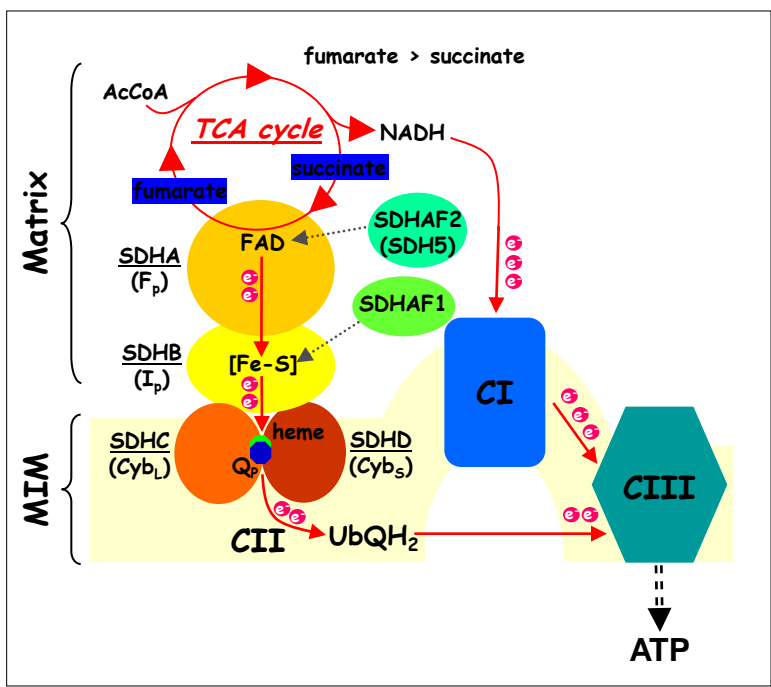 fumarate > succinate
AcCoA
TCA cycle
NADH
succinate
fumarate
Matrix
SDHAF2
(SDH5)
FAD
SDHA
(Fp)
e-
e-
e-
e-
e-
SDHAF1
SDHB
(Ip)
[Fe-S]
e-
e-
CI
e-
e-
e-
heme
SDHC
(CybL)
SDHD
(CybS)
QP
MIM
CIII
e-
e-
e-
e-
CII
UbQH2
ATP